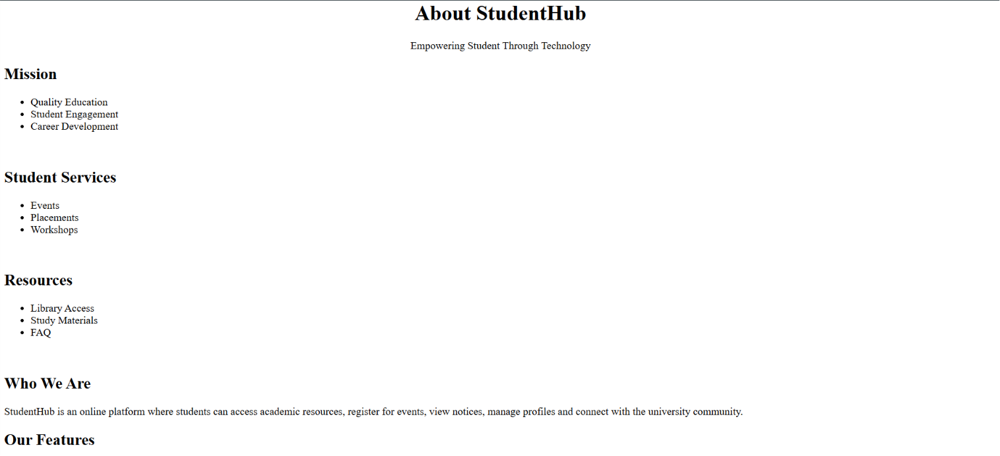 About StudentHub
Empowering Student Through Technology
Mission
• Quality Education
• Student Engagement
• Career Development
Student Services
• Events
• Placements
• Workshops
Resources
• Library Access
• Study Materials
• FAQ
Who We Are
StudentHub is an online platform where students can access academic resources, register for events, view notices, manage profiles and connect with the university community.
Our Features